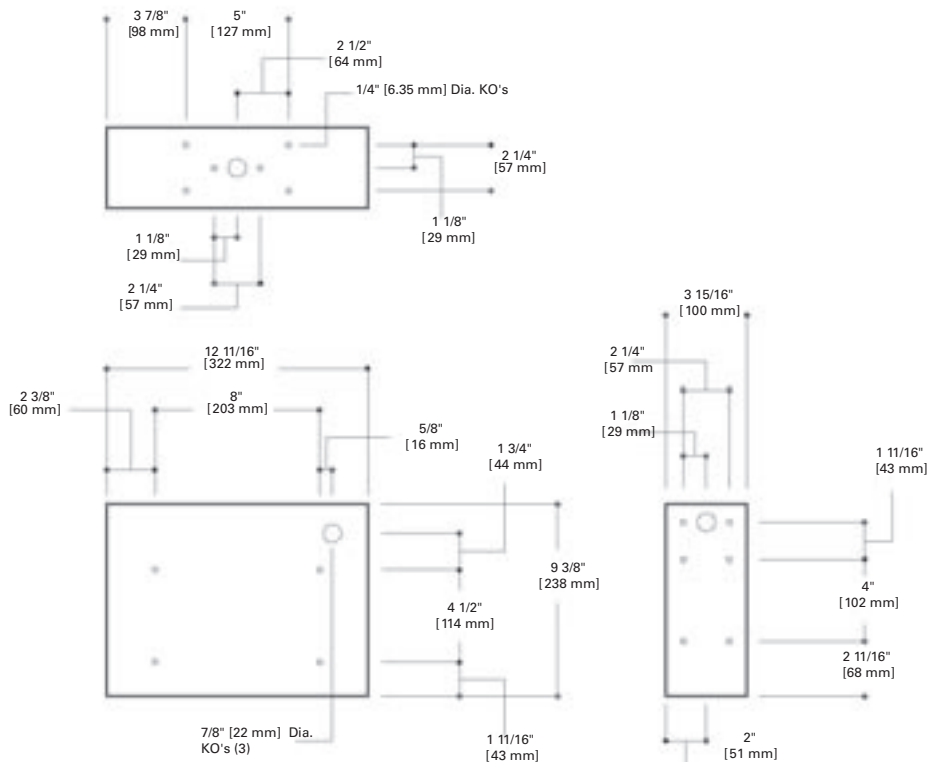 3 7/8"
[98 mm]
5"
[127 mm]
2 1/2"
[64 mm]
1/4" [6.35 mm] Dia. KO's
2 1/4"
[57 mm]
1 1/8"
[29 mm]
1 1/8"
[29 mm]
2 1/4"
[57 mm]
12 11/16"
[322 mm]
2 3/8"
[60 mm]
8"
[203 mm]
5/8"
[16 mm]
1 3/4"
[44 mm]
9 3/8"
[238 mm]
4 1/2"
[114 mm]
7/8" [22 mm] Dia.
KO's (3)
1 11/16"
[43 mm]
3 15/16"
[100 mm]
2 1/4"
[57 mm
1 1/8"
[29 mm]
1 11/16"
[43 mm]
4"
[102 mm]
2 11/16"
[68 mm]
2"
[51 mm]